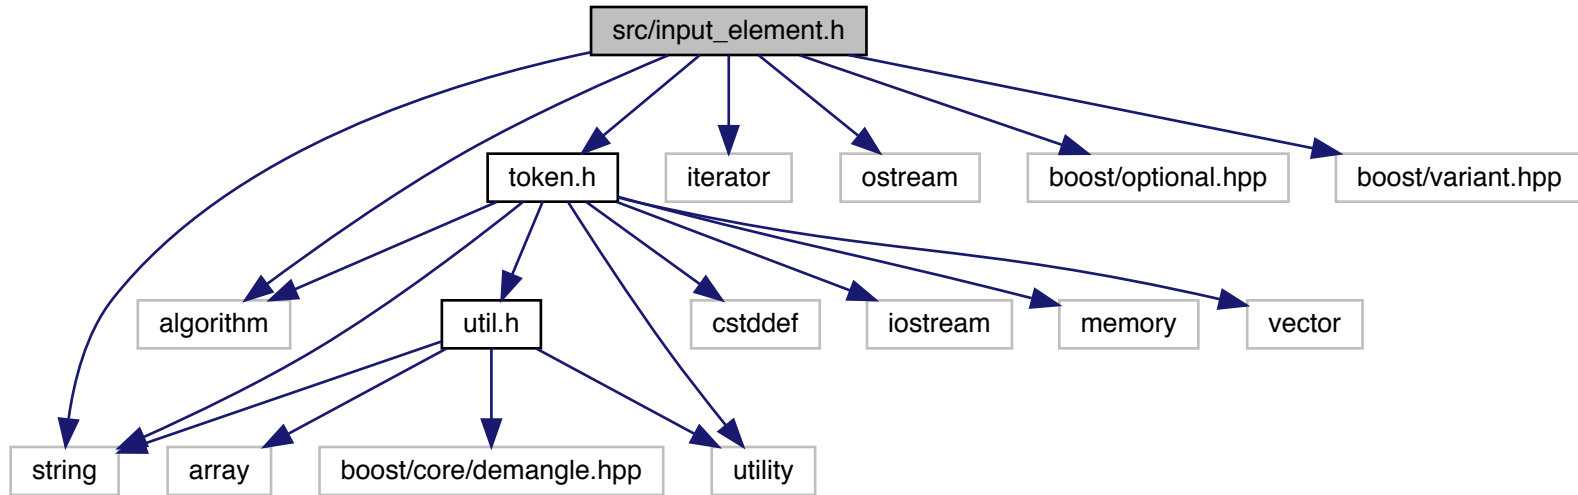 src/input_element.h
token.h
iterator
ostream
boost/optional.hpp
boost/variant.hpp
algorithm
util.h
cstddef
iostream
memory
vector
string
array
boost/core/demangle.hpp
utility